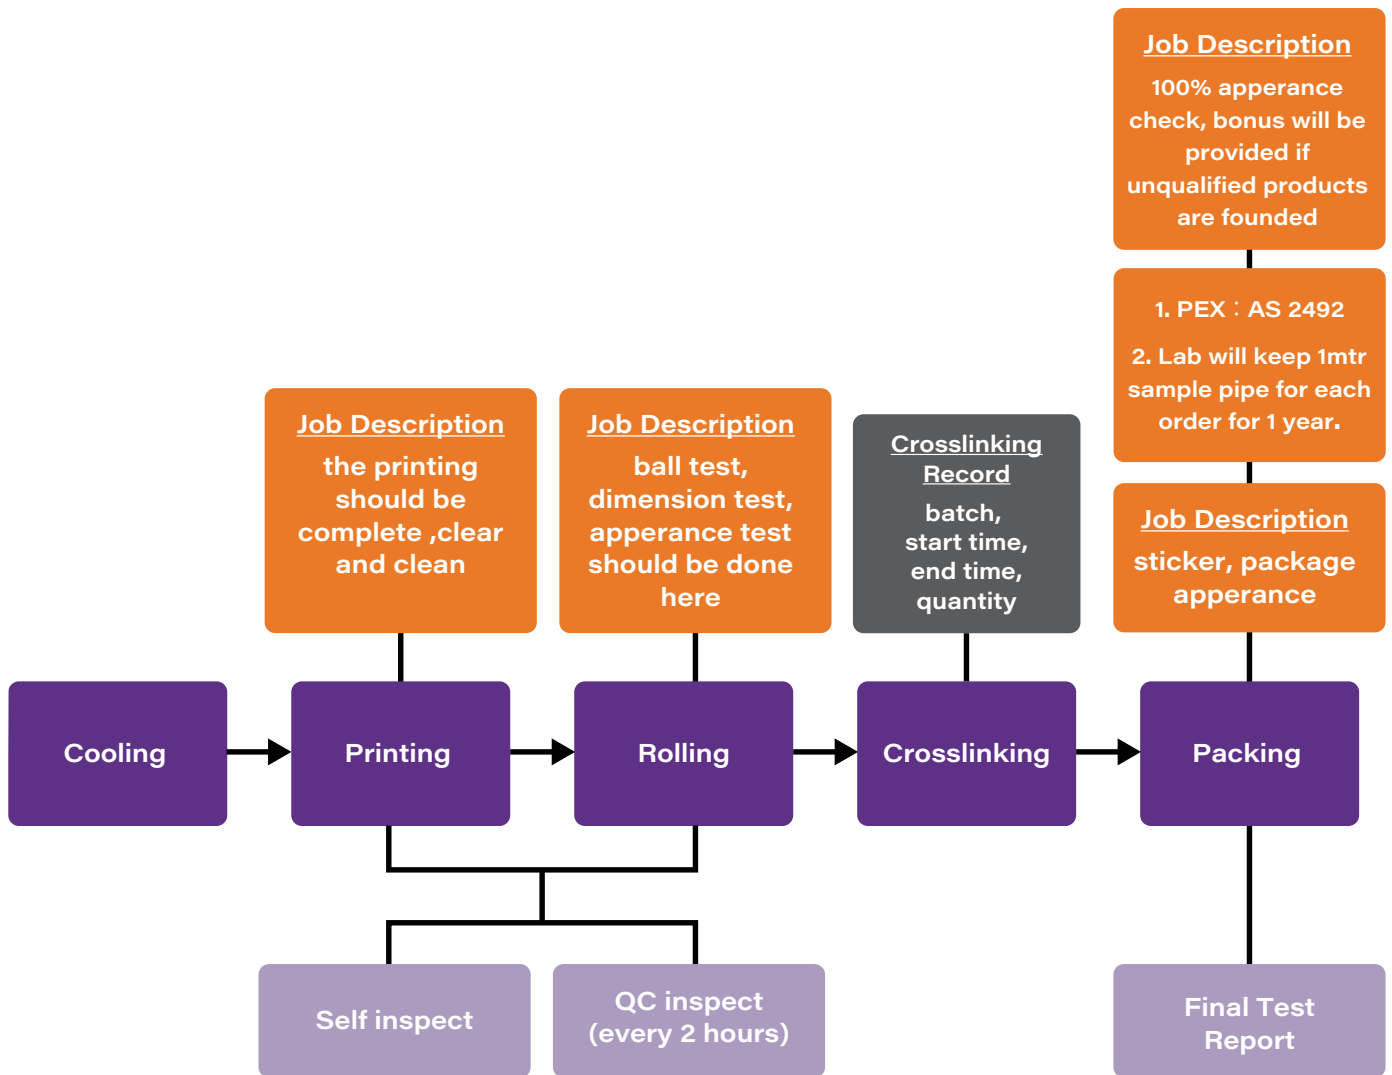 Job Description
100% apperance
check, bonus will be
provided if
unqualified products
are founded
1. PEX：AS 2492
2. Lab will keep 1mtr
sample pipe for each
order for 1 year.
Job Description
the printing
should be
complete ,clear
and clean
Job Description
ball test,
dimension test,
apperance test
should be done
here
Crosslinking
Record
batch,
start time,
end time,
quantity
Job Description
sticker, package
apperance
Cooling
Printing
Rolling
Crosslinking
Packing
Self inspect
QC inspect
(every 2 hours)
Final Test
Report